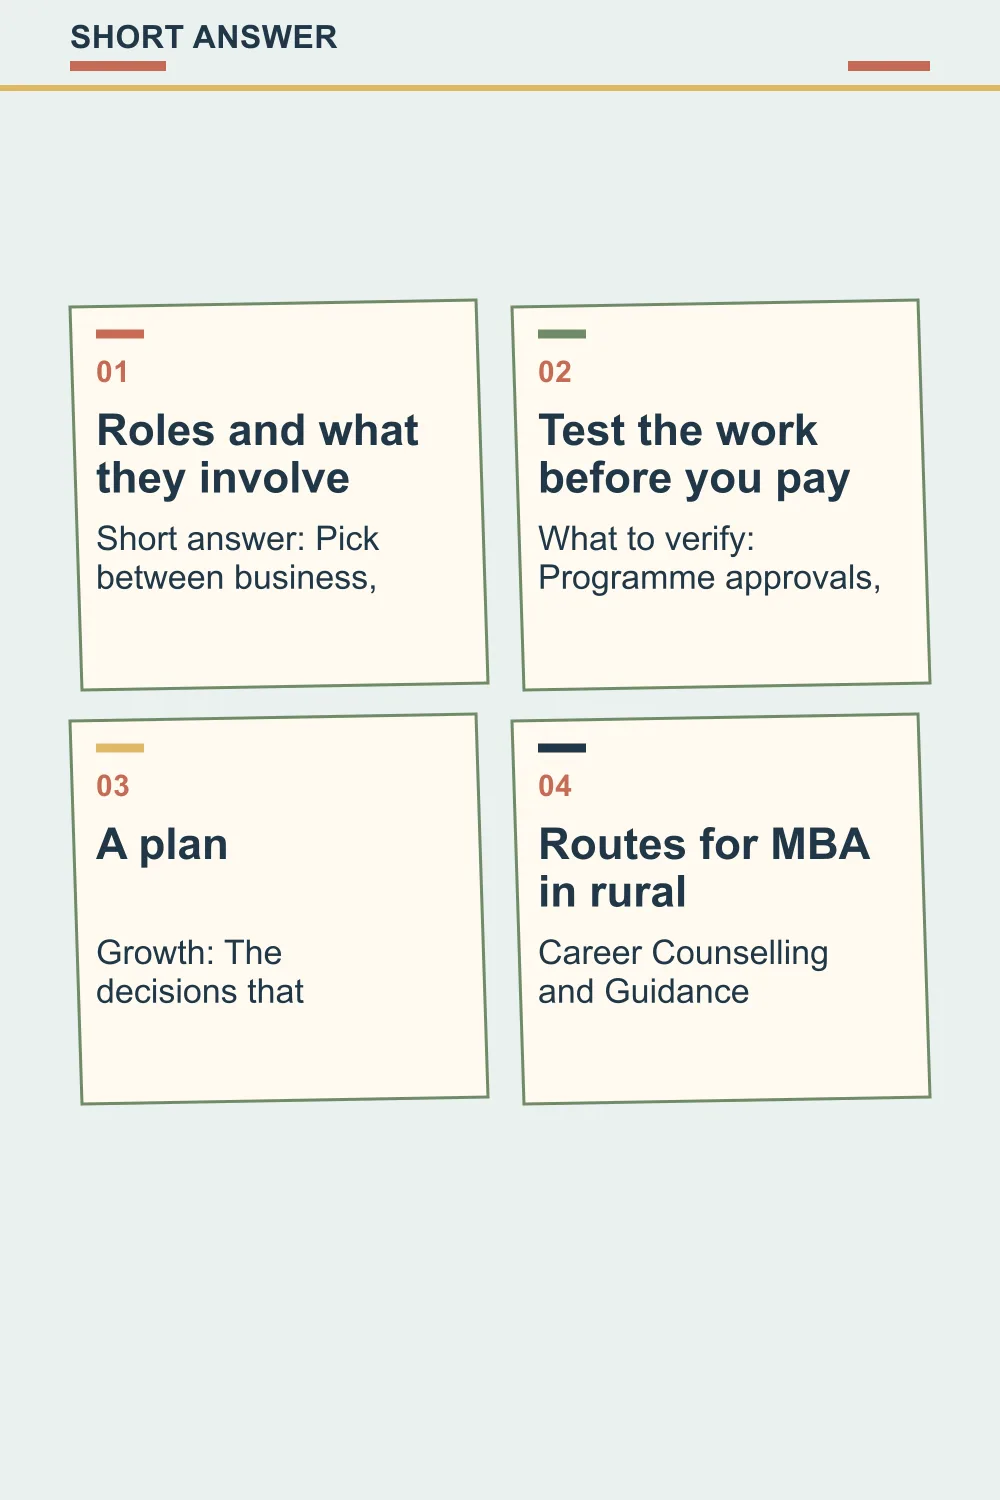 SHORT ANSWER
01
Roles and what
they involve
Short answer: Pick
between business,
02
Test the work
before you pay
What to verify:
Programme approvals,
03
A plan
Growth: The
decisions that
04
Routes for MBA
in rural
Career Counselling
and Guidance